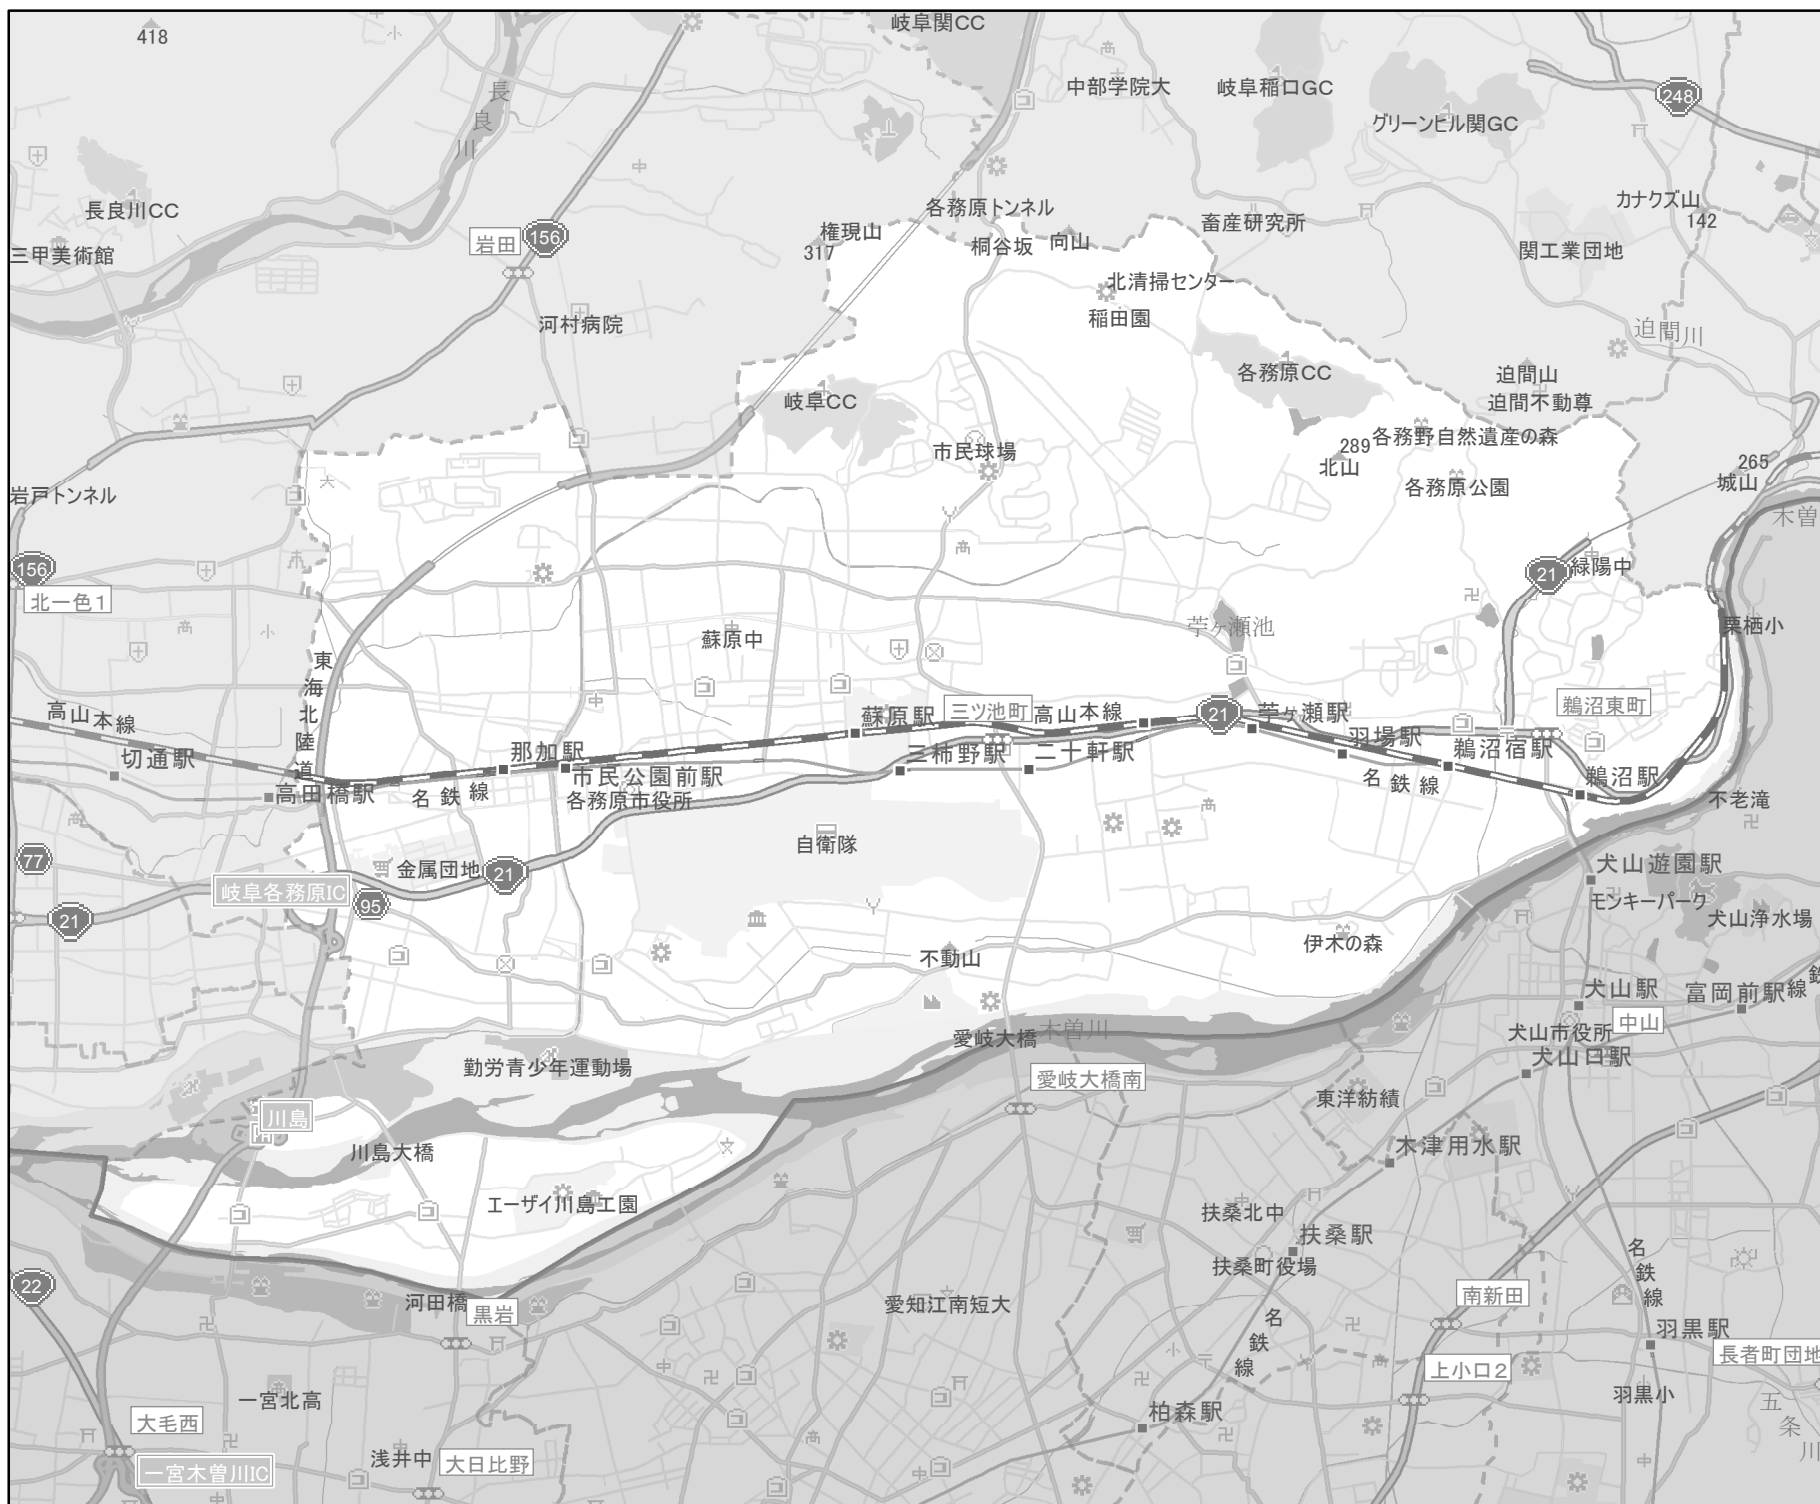 418
岐阜関CC
長良川
中部学院大
岐阜稲口GC
248
グリーンヒル関GC
長良川CC
カナクズ山
142
三甲美術館
岩田
156
権現山
317
各務原トンネル
桐谷坂
向山
畜産研究所
関工業団地
北清掃センター
稲田園
河村病院
迫間川
各務原CC
迫間山
迫間不動尊
岐阜CC
市民球場
289
北山
各務野自然遺産の森
各務原公園
265
城山
岩戸トンネル
木曽
156
北一色1
21
緑陽中
苧ヶ瀬池
栗栖小
蘇原中
東海北陸道
高山本線
切通駅
那加駅
市民公園前駅
各務原市役所
高田橋駅
名鉄線
蘇原駅
三ツ池町
高山本線
三柿野駅
二十軒駅
21
苧ヶ瀬駅
羽場駅
名鉄線
鵜沼宿駅
鵜沼東町
鵜沼駅
不老滝
77
金属団地
21
自衛隊
岐阜各務原IC
95
21
犬山遊園駅
モンキーパーク
犬山浄水場
伊木の森
不動山
犬山駅
富岡前駅
線
鉄
中山
犬山市役所
犬山口駅
愛岐大橋
木曽川
愛岐大橋南
勤労青少年運動場
東洋紡績
川島
川島大橋
木津用水駅
エーザイ川島工園
扶桑北中
扶桑駅
扶桑町役場
22
河田橋
黒岩
愛知江南短大
名鉄線
名鉄線
南新田
羽黒駅
長者町団地
上小口2
羽黒小
五条川
一宮北高
大毛西
柏森駅
浅井中
大日比野
一宮木曽川IC